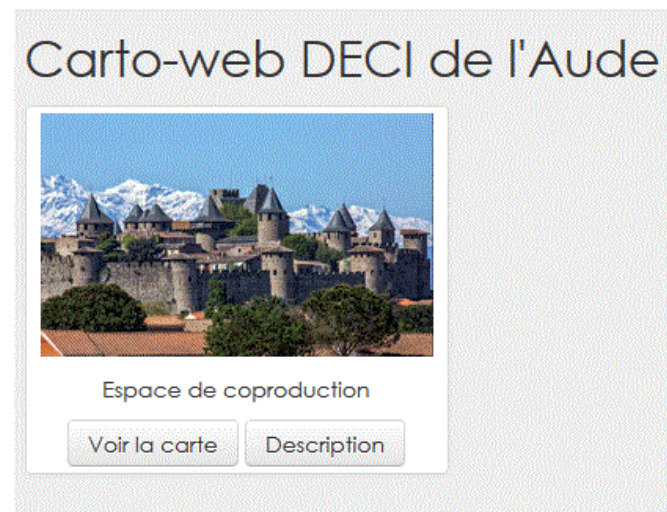 Carto-web DECI de l'Aude
Espace de coproduction
Voir la carte
Description